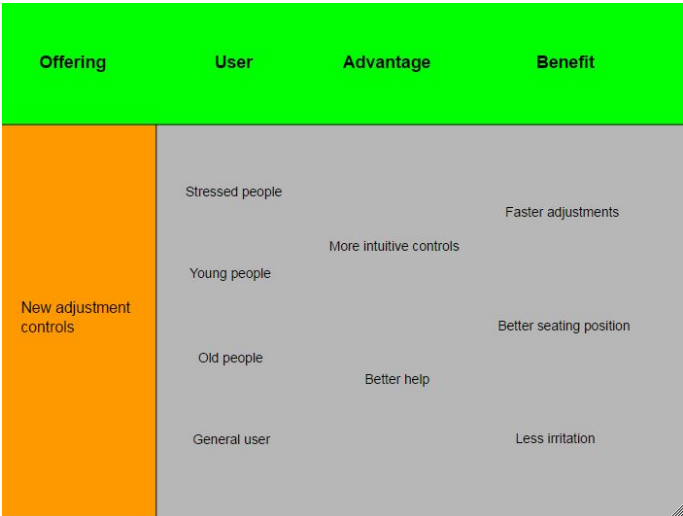 Offering
User
Advantage
Benefit
Stressed people
Faster adjustments
More intuitive controls
Young people
New adjustment
controls
Better seating position
Old people
Better help
General user
Less irritation